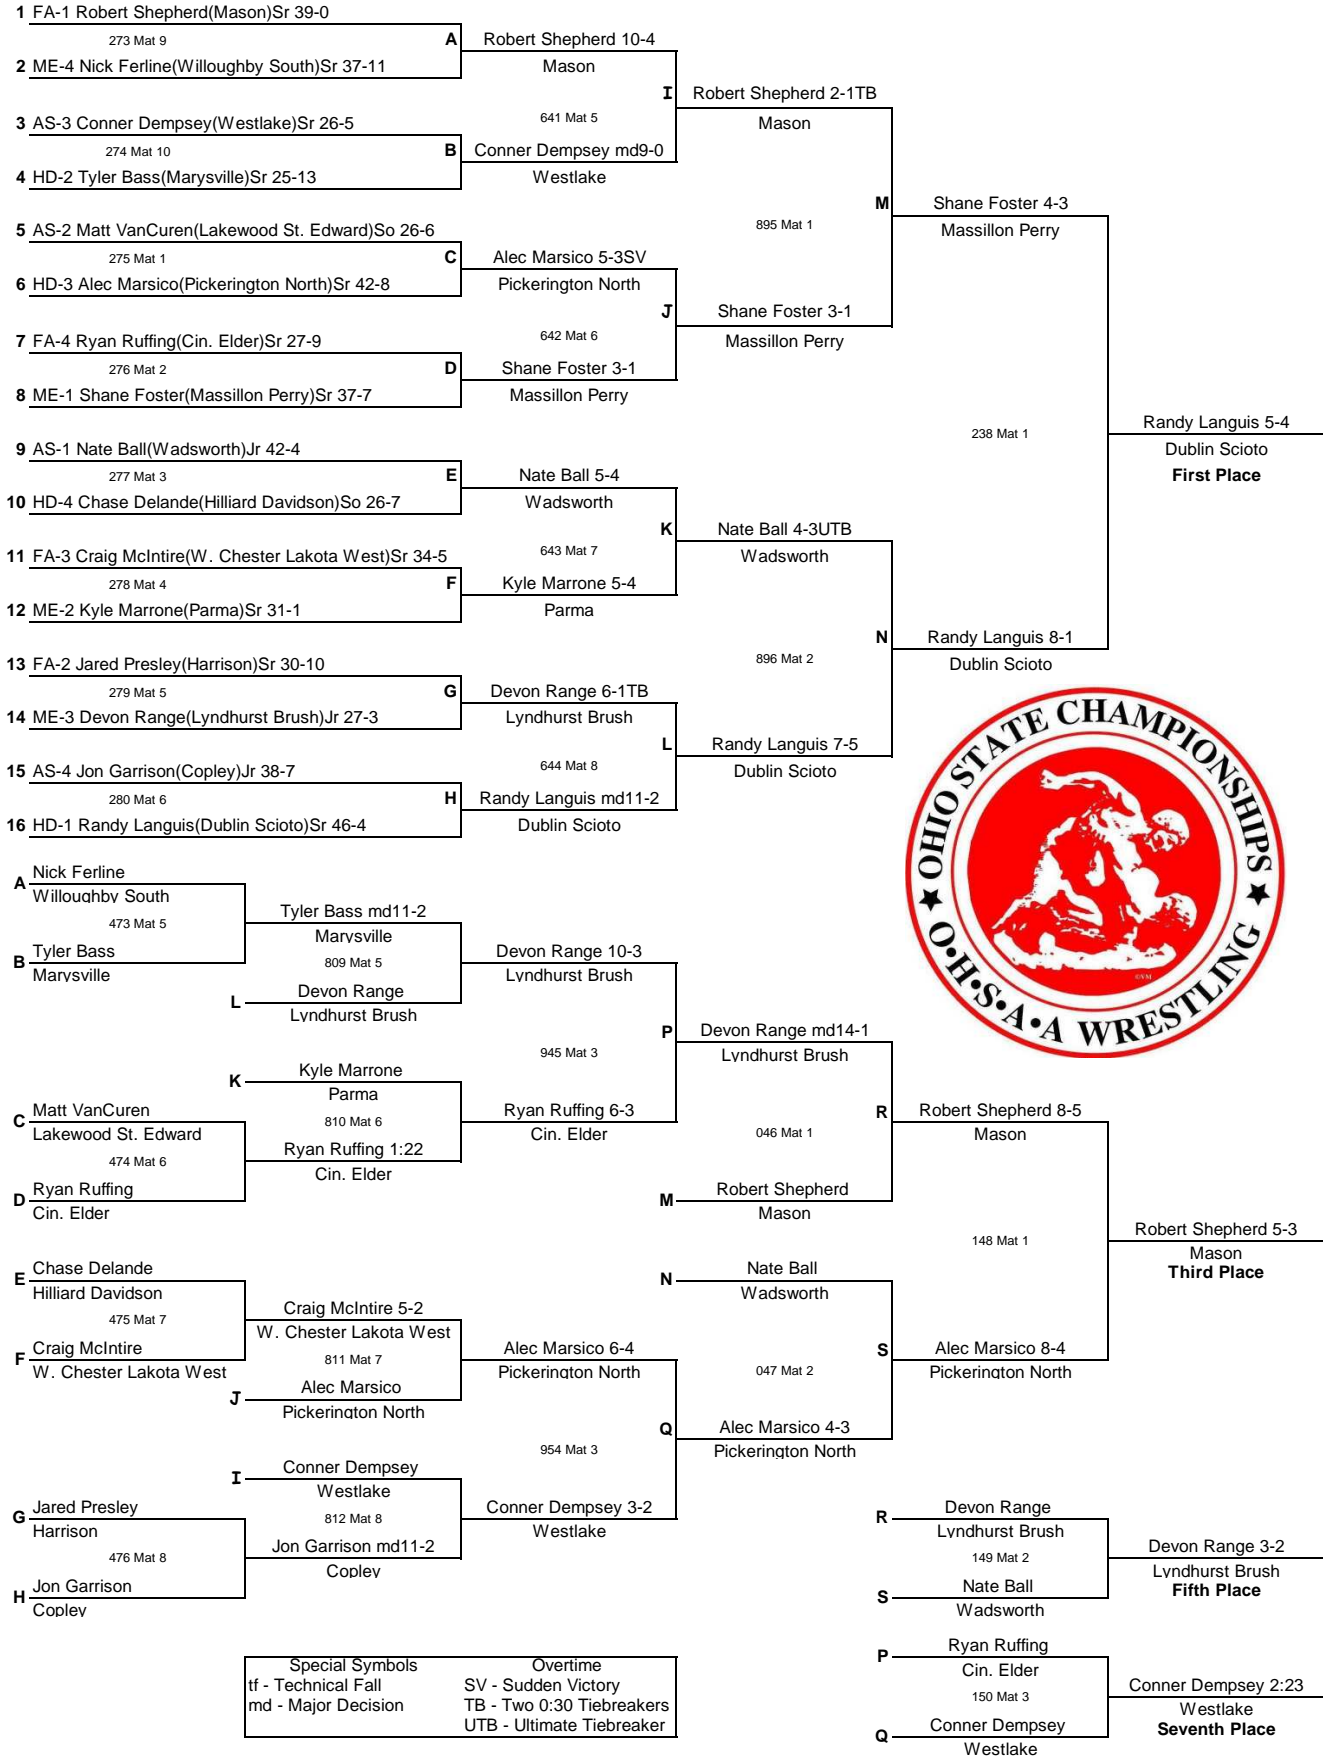 1 FA-1 Robert Shepherd(Mason)Sr 39-0
273 Mat 9
A
2 ME-4 Nick Ferline(Willoughby South)Sr 37-11
Robert Shepherd 10-4
Mason
I
641 Mat 5
3 AS-3 Conner Dempsey(Westlake)Sr 26-5
274 Mat 10
B
4 HD-2 Tyler Bass(Marysville)Sr 25-13
Conner Dempsey md9-0
Westlake
Robert Shepherd 2-1TB
Mason
M
895 Mat 1
5 AS-2 Matt VanCuren(Lakewood St. Edward)So 26-6
275 Mat 1
C
6 HD-3 Alec Marsico(Pickerington North)Sr 42-8
Alec Marsico 5-3SV
Pickerington North
J
642 Mat 6
7 FA-4 Ryan Ruffing(Cin. Elder)Sr 27-9
276 Mat 2
D
8 ME-1 Shane Foster(Massillon Perry)Sr 37-7
Shane Foster 3-1
Massillon Perry
Shane Foster 3-1
Massillon Perry
Shane Foster 4-3
Massillon Perry
238 Mat 1
Randy Languis 5-4
Dublin Scioto
First Place
9 AS-1 Nate Ball(Wadsworth)Jr 42-4
277 Mat 3
E
10 HD-4 Chase Delande(Hilliard Davidson)So 26-7
Nate Ball 5-4
Wadsworth
K
643 Mat 7
11 FA-3 Craig McIntire(W. Chester Lakota West)Sr 34-5
278 Mat 4
F
12 ME-2 Kyle Marrone(Parma)Sr 31-1
Kyle Marrone 5-4
Parma
Nate Ball 4-3UTB
Wadsworth
N
896 Mat 2
13 FA-2 Jared Presley(Harrison)Sr 30-10
279 Mat 5
G
14 ME-3 Devon Range(Lyndhurst Brush)Jr 27-3
Devon Range 6-1TB
Lyndhurst Brush
L
644 Mat 8
15 AS-4 Jon Garrison(Copley)Jr 38-7
280 Mat 6
H
16 HD-1 Randy Languis(Dublin Scioto)Sr 46-4
Randy Languis md11-2
Dublin Scioto
Randy Languis 7-5
Dublin Scioto
Randy Languis 8-1
Dublin Scioto
★ OHIO STATE CHAMPIONSHIPS ★
O•H•S•A•A WRESTLING
©VM
A Nick Ferline
Willoughby South
473 Mat 5
B Tyler Bass
Marysville
Tyler Bass md11-2
Marysville
809 Mat 5
L Devon Range
Lyndhurst Brush
Devon Range 10-3
Lyndhurst Brush
P
945 Mat 3
K Kyle Marrone
Parma
810 Mat 6
C Matt VanCuren
Lakewood St. Edward
474 Mat 6
D Ryan Ruffing
Cin. Elder
Ryan Ruffing 1:22
Cin. Elder
Ryan Ruffing 6-3
Cin. Elder
Devon Range md14-1
Lyndhurst Brush
R
046 Mat 1
M Robert Shepherd
Mason
Robert Shepherd 8-5
Mason
148 Mat 1
Robert Shepherd 5-3
Mason
Third Place
E Chase Delande
Hilliard Davidson
475 Mat 7
F Craig McIntire
W. Chester Lakota West
Craig McIntire 5-2
W. Chester Lakota West
811 Mat 7
J Alec Marsico
Pickerington North
Alec Marsico 6-4
Pickerington North
Q
954 Mat 3
N Nate Ball
Wadsworth
S
047 Mat 2
Alec Marsico 4-3
Pickerington North
Alec Marsico 8-4
Pickerington North
I Conner Dempsey
Westlake
812 Mat 8
G Jared Presley
Harrison
476 Mat 8
H Jon Garrison
Copley
Jon Garrison md11-2
Copley
Conner Dempsey 3-2
Westlake
R Devon Range
Lyndhurst Brush
149 Mat 2
S Nate Ball
Wadsworth
Devon Range 3-2
Lyndhurst Brush
Fifth Place
P Ryan Ruffing
Cin. Elder
150 Mat 3
Q Conner Dempsey
Westlake
Conner Dempsey 2:23
Westlake
Seventh Place
Special Symbols
tf - Technical Fall
md - Major Decision
Overtime
SV - Sudden Victory
TB - Two 0:30 Tiebreakers
UTB - Ultimate Tiebreaker